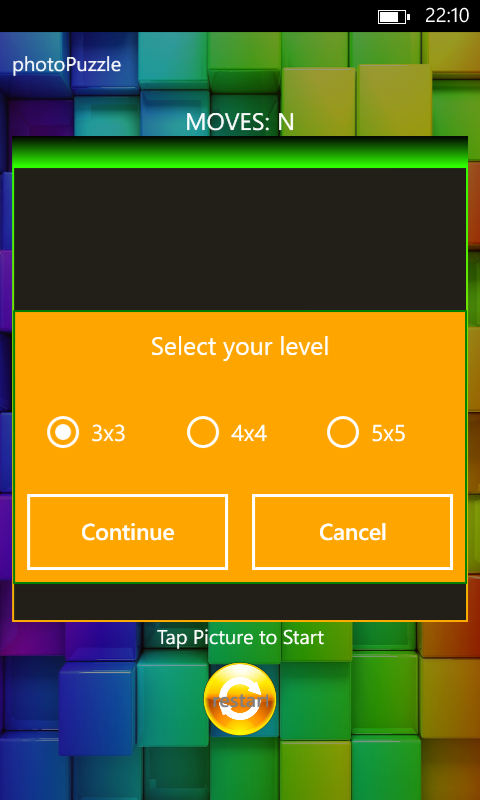 22:10
photoPuzzle
MOVES: N
Select your level
3x3 4x4 5x5
Continue Cancel
Tap Picture to Start
restart